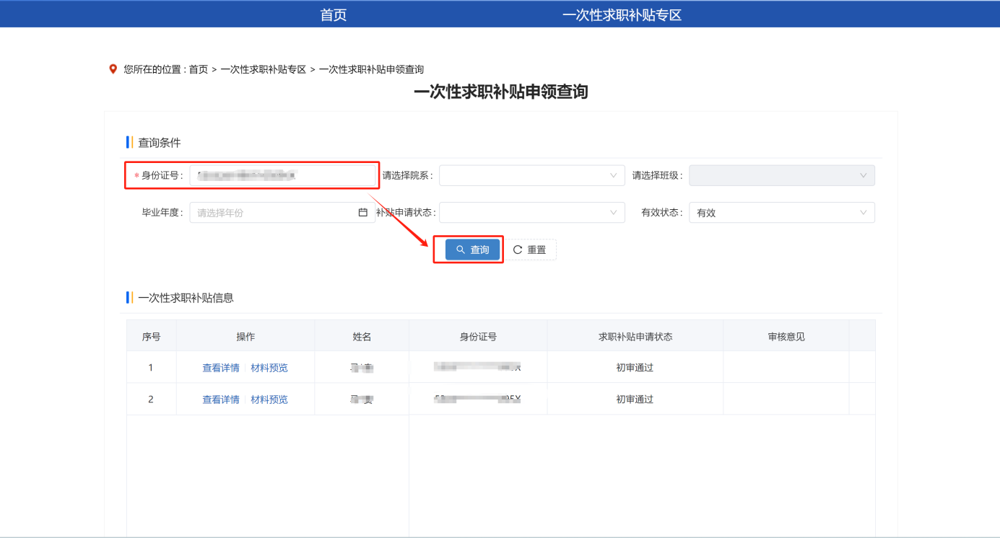 首页 一次性求职补贴专区
您所在的位置 : 首页 > 一次性求职补贴专区 > 一次性求职补贴申领查询
一次性求职补贴申领查询
查询条件
* 身份证号： 请选择院系： 请选择班级：
毕业年度： 请选择年份 补贴申请状态： 有效状态： 有效
查询 重置
一次性求职补贴信息
序号 操作 姓名 身份证号 求职补贴申请状态 审核意见
1 查看详情 材料预览 初审通过
2 查看详情 材料预览 初审通过